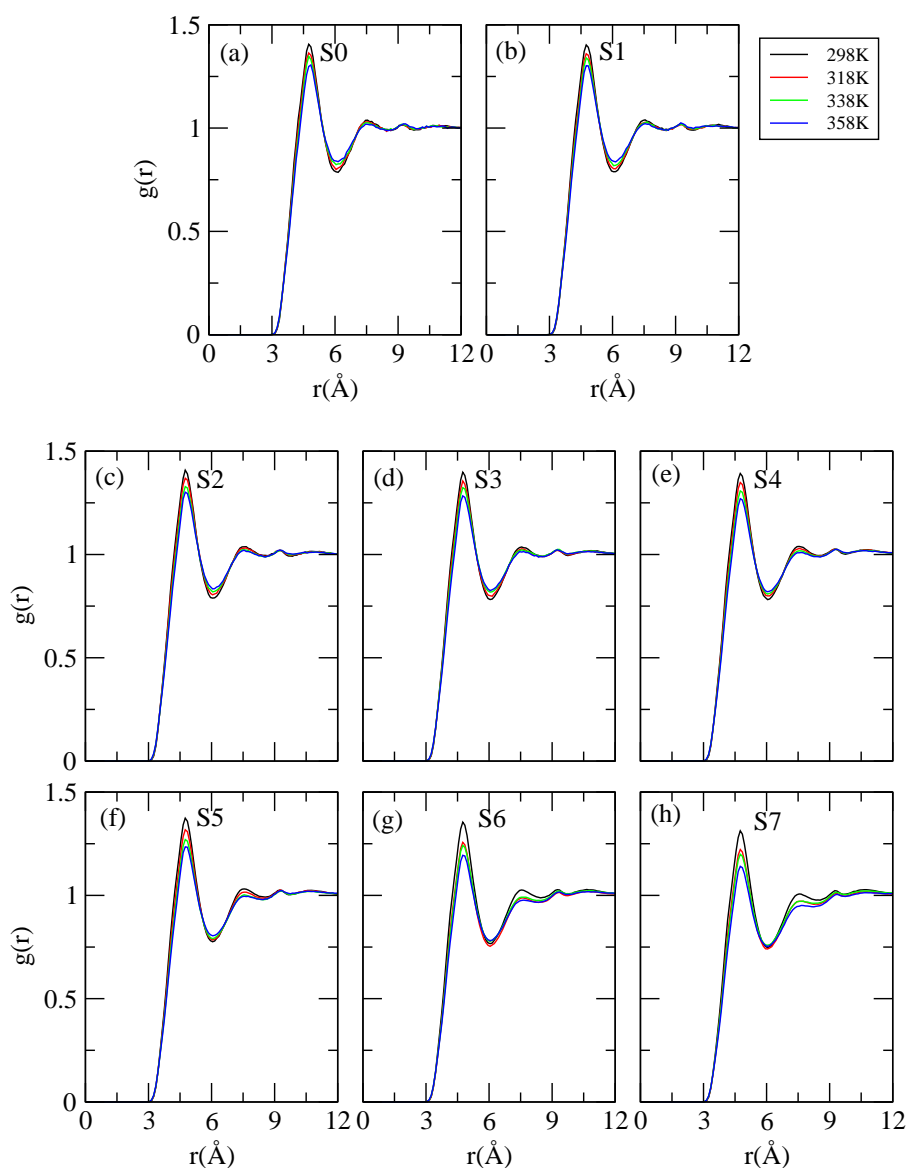 1.5
(a)
S0
(b)
S1
298K
318K
338K
358K
1
g(r)
0.5
0
0 3 6 9 12
0 3 6 9 12
r(Å)
r(Å)
1.5
(c)
S2
(d)
S3
(e)
S4
1
g(r)
0.5
0
1.5
(f)
S5
(g)
S6
(h)
S7
1
g(r)
0.5
0
0 3 6 9 12
0 3 6 9 12
0 3 6 9 12
r(Å)
r(Å)
r(Å)